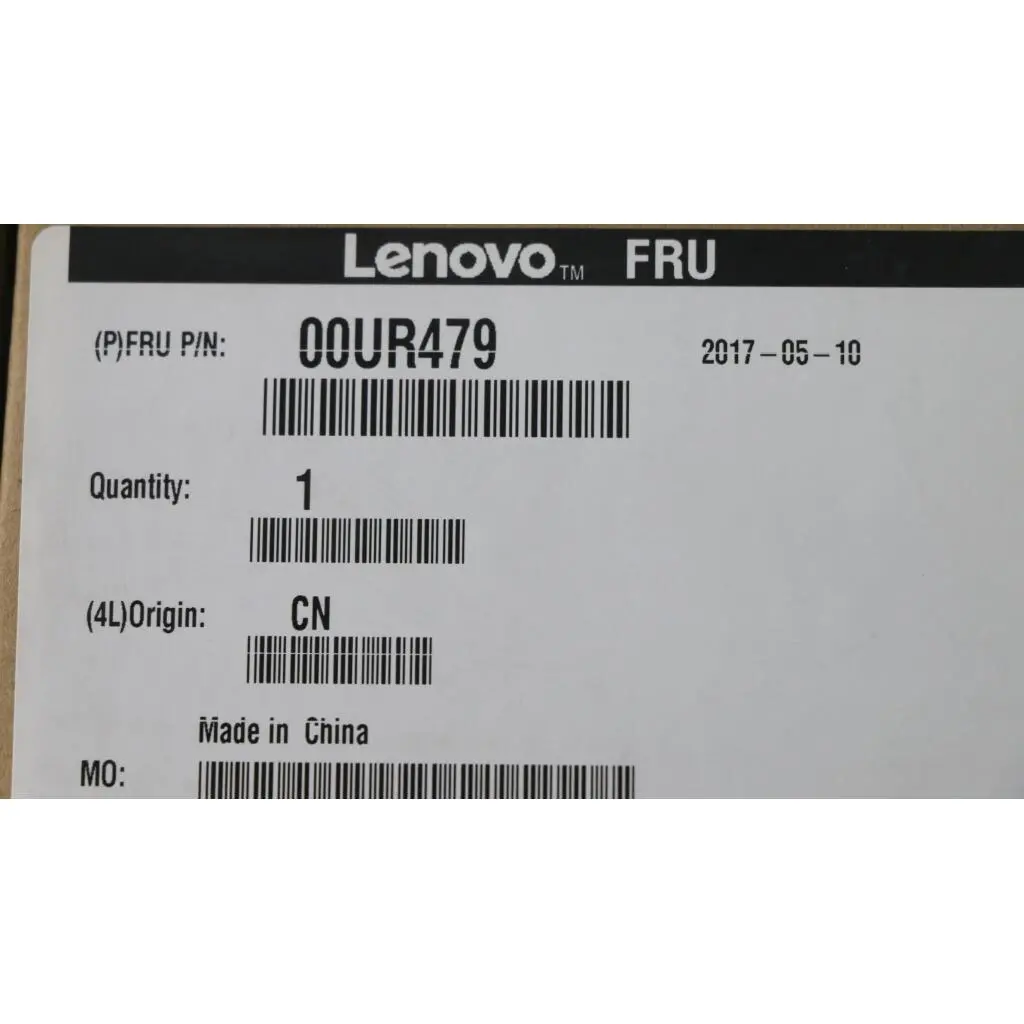 Lenovo™ FRU
(P)FRU P/N: 00UR479 2017-05-10
Quantity: 1
(4L)Origin: CN
Made in China
MO: